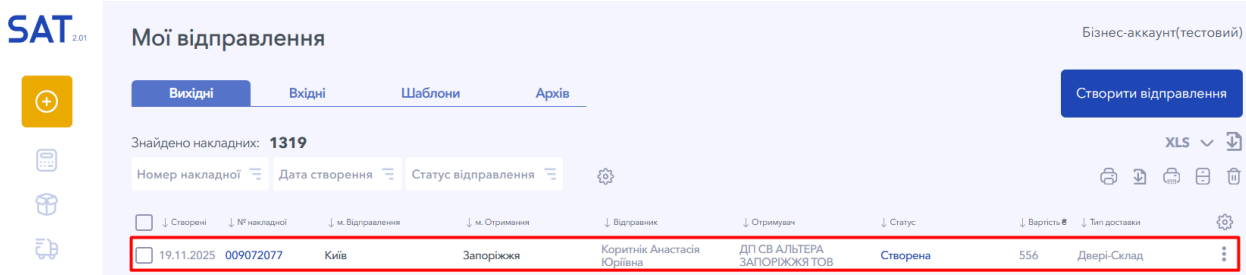 SAT 2.01
Мої відправлення
Бізнес-аккаунт(тестовий)
Вихідні Вхідні Шаблони Архів
Створити відправлення
Знайдено накладних: 1319
XLS
Номер накладної Дата створення Статус відправлення
↓ Створені ↓ № накладної ↓ м. Відправлення ↓ м. Отримання ↓ Відправник ↓ Отримувач ↓ Статус ↓ Вартість ₴ ↓ Тип доставки
19.11.2025 009072077 Київ Запоріжжя Коритнік Анастасія Юріївна ДП СВ АЛЬТЕРА ЗАПОРІЖЖЯ ТОВ Створена 556 Двері-Склад